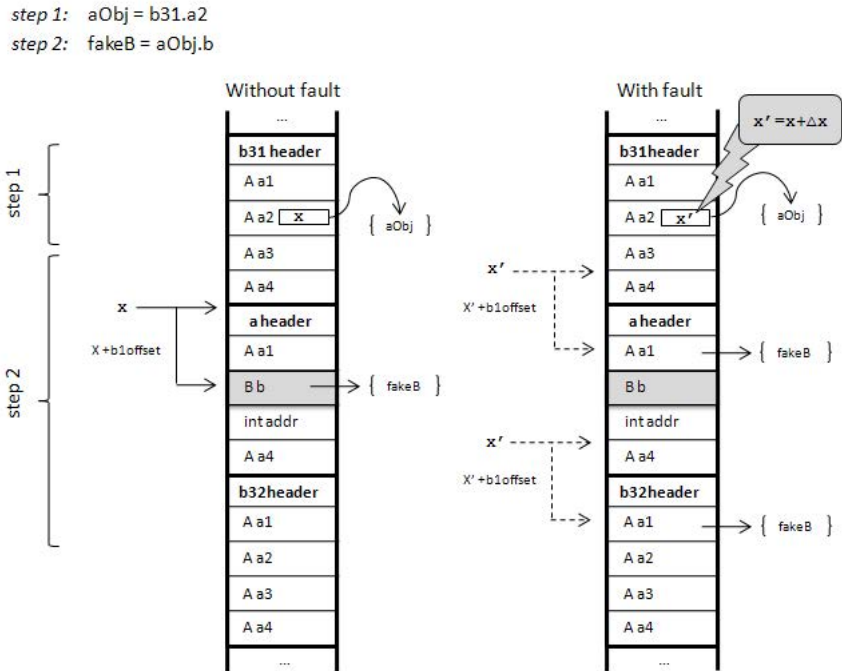 step 1: aObj = b31.a2
step 2: fakeB = aObj.b
Without fault
...
b31 header
A a1
A a2 x
{ aObj }
A a3
A a4
x
a header
X+b1offset
A a1
B b
{ fakeB }
int addr
A a4
b32header
A a1
A a2
A a3
A a4
...
step 1
step 2
With fault
x'=x+△x
...
b31header
A a1
A a2 x'
{ aObj }
A a3
x'
A a4
X'+b1offset
a header
A a1
{ fakeB }
B b
int addr
x'
A a4
X'+b1offset
b32header
A a1
{ fakeB }
A a2
A a3
A a4
...